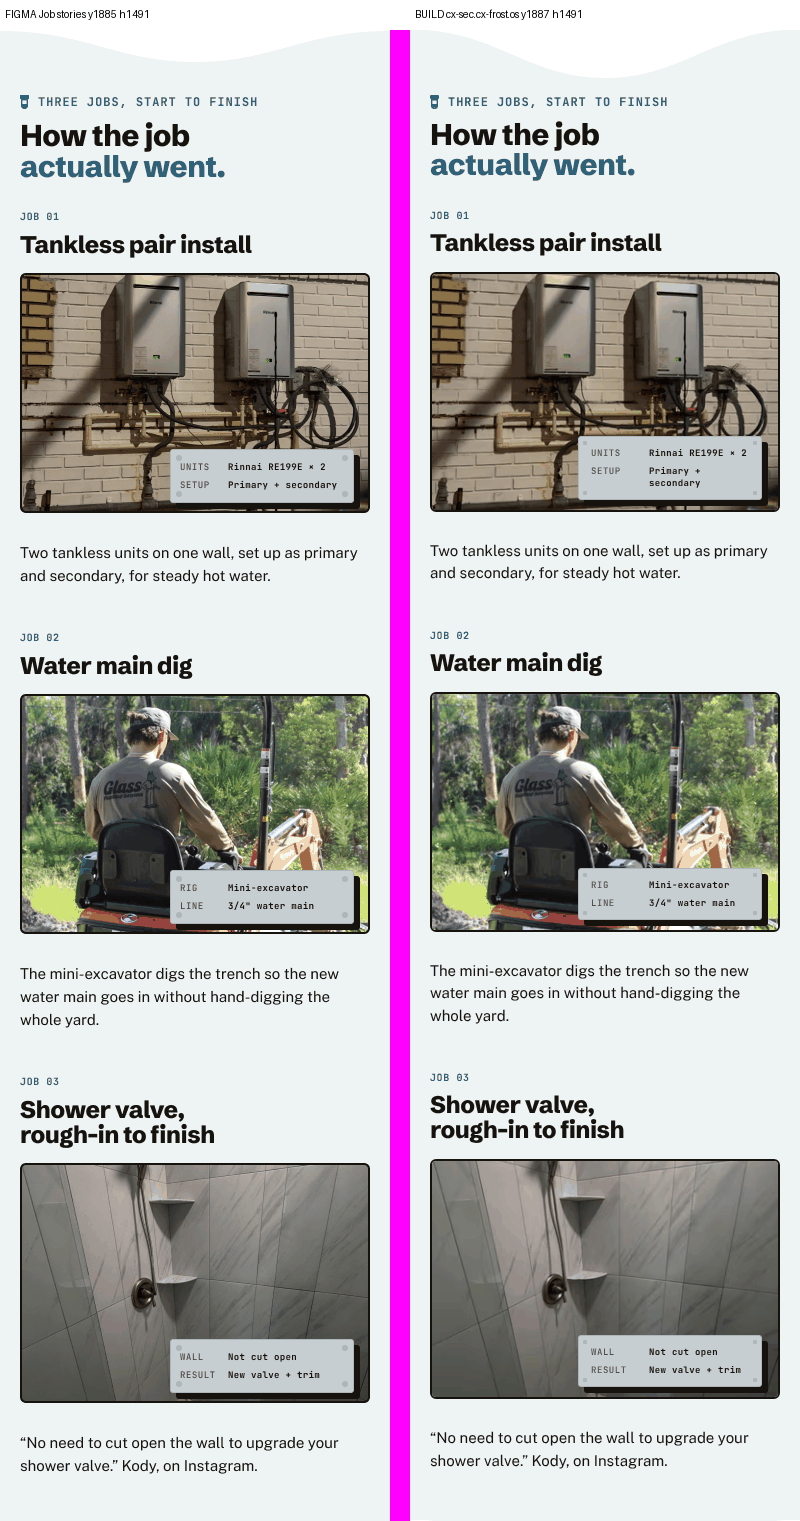 FIGMA Job stories y1885 h1491
THREE JOBS, START TO FINISH
How the job
actually went.
JOB 01
Tankless pair install
UNITS Rinnai RE199E × 2
SETUP Primary + secondary
Two tankless units on one wall, set up as primary
and secondary, for steady hot water.
JOB 02
Water main dig
Glass
RIG Mini-excavator
LINE 3/4" water main
The mini-excavator digs the trench so the new
water main goes in without hand-digging the
whole yard.
JOB 03
Shower valve,
rough-in to finish
WALL Not cut open
RESULT New valve + trim
“No need to cut open the wall to upgrade your
shower valve.” Kody, on Instagram.
BUILD cx-sec.cx-frost.os y1887 h1491
THREE JOBS, START TO FINISH
How the job
actually went.
JOB 01
Tankless pair install
UNITS Rinnai RE199E × 2
SETUP Primary +
secondary
Two tankless units on one wall, set up as primary
and secondary, for steady hot water.
JOB 02
Water main dig
Glass
RIG Mini-excavator
LINE 3/4" water main
The mini-excavator digs the trench so the new
water main goes in without hand-digging the
whole yard.
JOB 03
Shower valve,
rough-in to finish
WALL Not cut open
RESULT New valve + trim
“No need to cut open the wall to upgrade your
shower valve.” Kody, on Instagram.